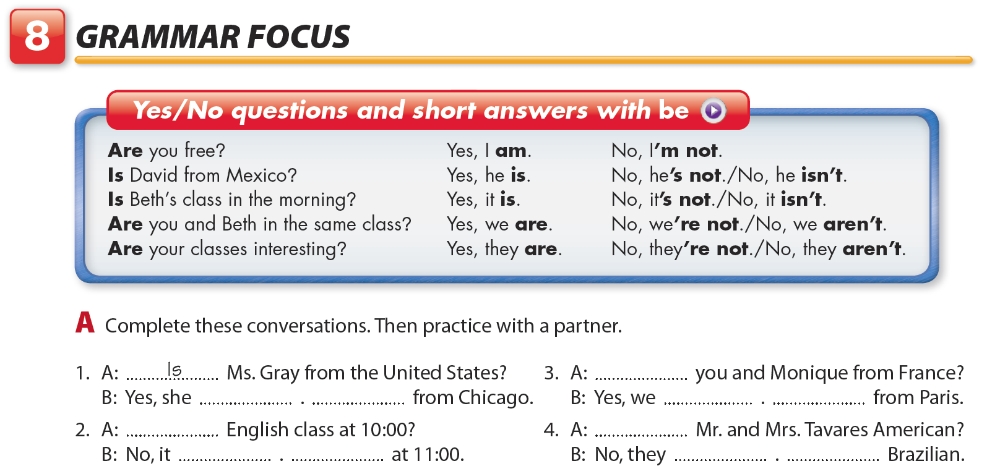 8 GRAMMAR FOCUS
Yes/No questions and short answers with be
Are you free? Yes, I am. No, I'm not.
Is David from Mexico? Yes, he is. No, he's not./No, he isn't.
Is Beth's class in the morning? Yes, it is. No, it's not./No, it isn't.
Are you and Beth in the same class? Yes, we are. No, we're not./No, we aren't.
Are your classes interesting? Yes, they are. No, they're not./No, they aren't.
A Complete these conversations. Then practice with a partner.
1. A: ..................... Is ..................... Ms. Gray from the United States?
B: Yes, she ..................... . ..................... from Chicago.
2. A: ..................... English class at 10:00?
B: No, it ..................... . ..................... at 11:00.
3. A: ..................... you and Monique from France?
B: Yes, we ..................... . ..................... from Paris.
4. A: ..................... Mr. and Mrs. Tavares American?
B: No, they ..................... . ..................... Brazilian.